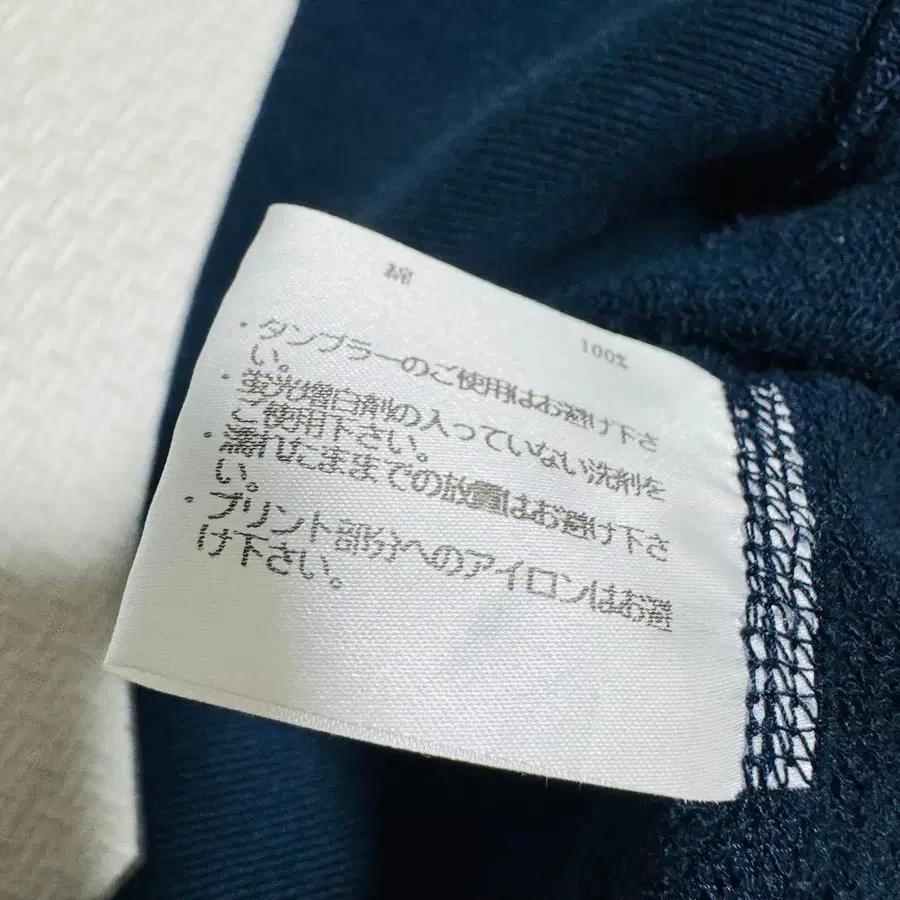 綿 100%
・タンブラーのご使用はお避け下さ
い。
・蛍光増白剤の入っていない洗剤を
ご使用下さい。
・濡れたままでの放置はお避け下さ
い。
・プリント部分へのアイロンはお避
け下さい。